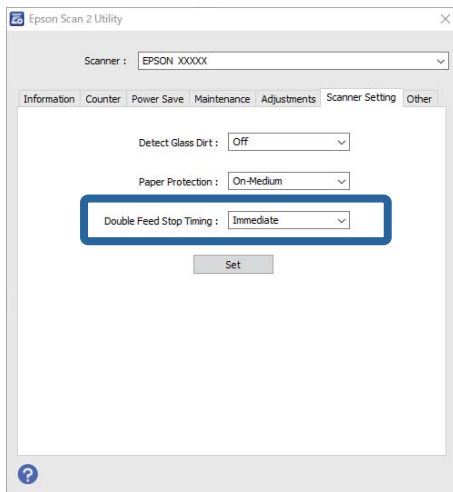 Epson Scan 2 Utility
Scanner : EPSON XXXXX
Information Counter Power Save Maintenance Adjustments Scanner Setting Other
Detect Glass Dirt : Off
Paper Protection : On-Medium
Double Feed Stop Timing : Immediate
Set
?